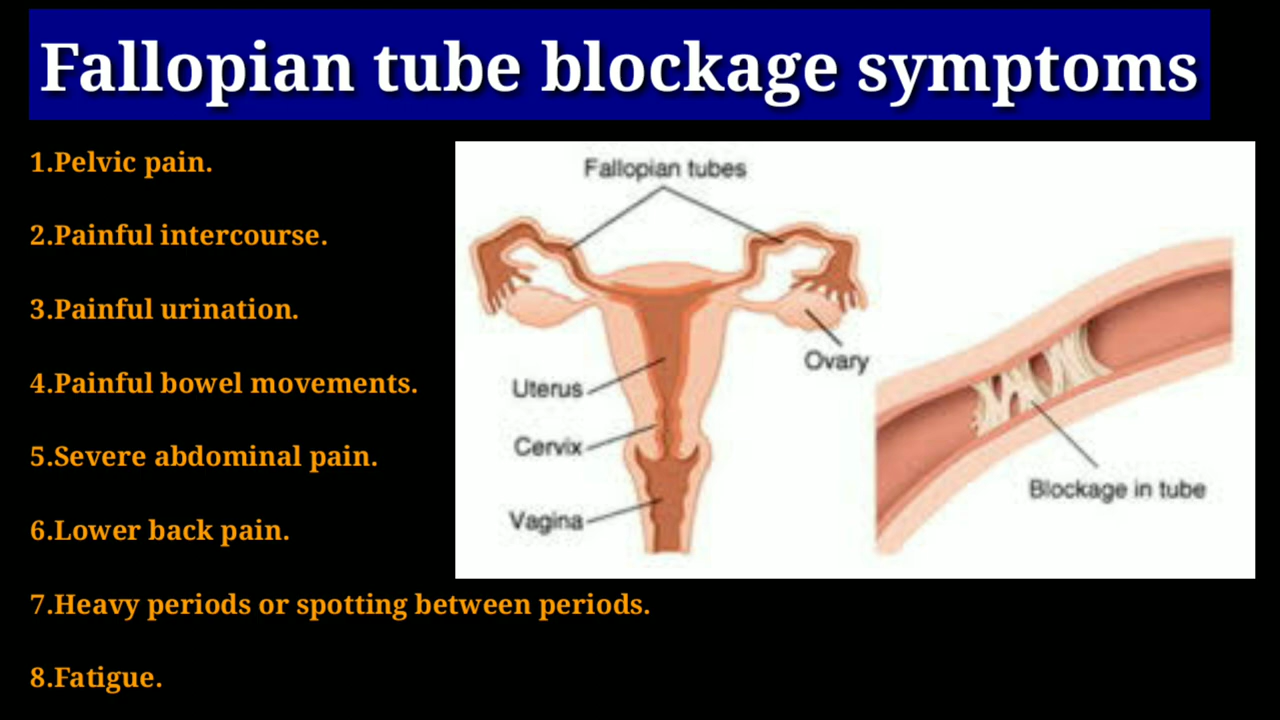 Fallopian tube blockage symptoms
1.Pelvic pain.
2.Painful intercourse.
3.Painful urination.
4.Painful bowel movements.
5.Severe abdominal pain.
6.Lower back pain.
7.Heavy periods or spotting between periods.
8.Fatigue.
Fallopian tubes
Ovary
Uterus
Cervix
Vagina
Blockage in tube